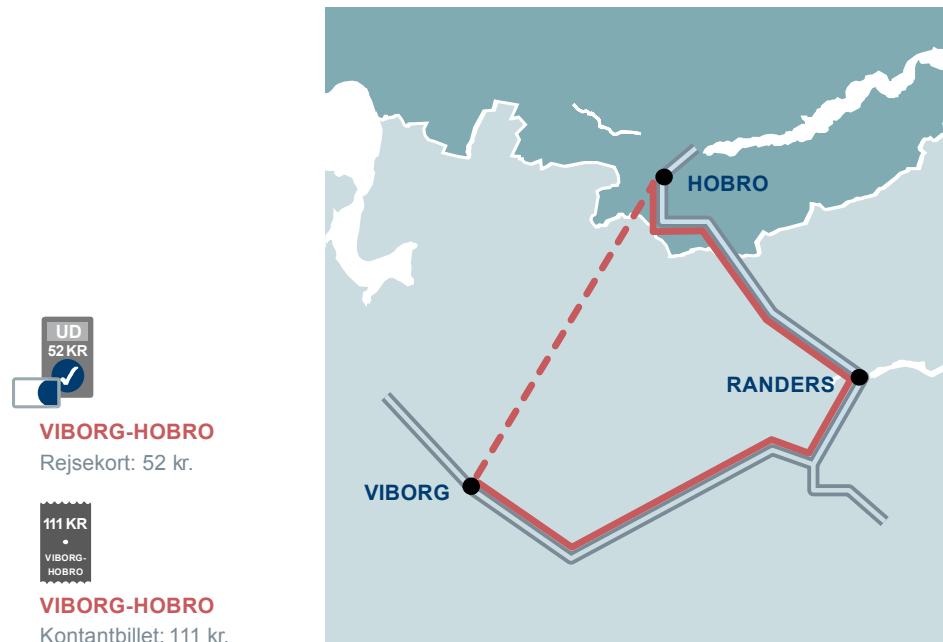 UD
52 KR
VIBORG-HOBRO
Rejsekort: 52 kr.
111 KR
•
VIBORG-
HOBRO
VIBORG-HOBRO
Kontantbillet: 111 kr.
HOBRO
RANDERS
VIBORG